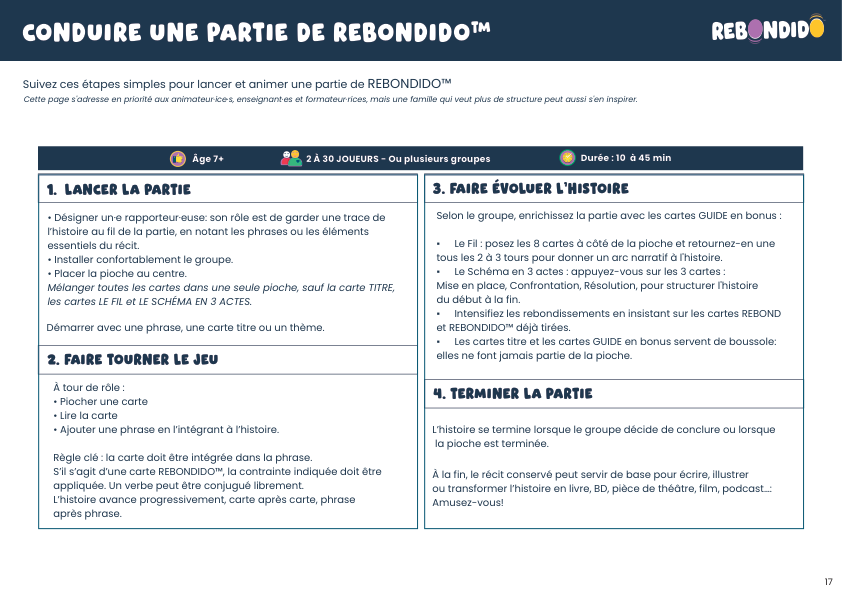 CONDUIRE UNE PARTIE DE REBONDIDO™
REBONDIDO
Suivez ces étapes simples pour lancer et animer une partie de REBONDIDO™
Cette page s'adresse en priorité aux animateur·ice·s, enseignant·es et formateur·rices, mais une famille qui veut plus de structure peut aussi s'en inspirer.
Âge 7+
2 À 30 JOUEURS - Ou plusieurs groupes
Durée : 10 à 45 min
1. LANCER LA PARTIE
• Désigner un·e rapporteur·euse: son rôle est de garder une trace de
l'histoire au fil de la partie, en notant les phrases ou les éléments
essentiels du récit.
• Installer confortablement le groupe.
• Placer la pioche au centre.
Mélanger toutes les cartes dans une seule pioche, sauf la carte TITRE,
les cartes LE FIL et LE SCHÉMA EN 3 ACTES.
Démarrer avec une phrase, une carte titre ou un thème.
2. FAIRE TOURNER LE JEU
À tour de rôle :
• Piocher une carte
• Lire la carte
• Ajouter une phrase en l'intégrant à l'histoire.
Règle clé : la carte doit être intégrée dans la phrase.
S'il s'agit d'une carte REBONDIDO™, la contrainte indiquée doit être
appliquée. Un verbe peut être conjugué librement.
L'histoire avance progressivement, carte après carte, phrase
après phrase.
3. FAIRE ÉVOLUER L'HISTOIRE
Selon le groupe, enrichissez la partie avec les cartes GUIDE en bonus :
• Le Fil : posez les 8 cartes à côté de la pioche et retournez-en une
tous les 2 à 3 tours pour donner un arc narratif à l'histoire.
• Le Schéma en 3 actes : appuyez-vous sur les 3 cartes :
Mise en place, Confrontation, Résolution, pour structurer l'histoire
du début à la fin.
• Intensifiez les rebondissements en insistant sur les cartes REBOND
et REBONDIDO™ déjà tirées.
• Les cartes titre et les cartes GUIDE en bonus servent de boussole:
elles ne font jamais partie de la pioche.
4. TERMINER LA PARTIE
L'histoire se termine lorsque le groupe décide de conclure ou lorsque
la pioche est terminée.
À la fin, le récit conservé peut servir de base pour écrire, illustrer
ou transformer l'histoire en livre, BD, pièce de théâtre, film, podcast…:
Amusez-vous!
17